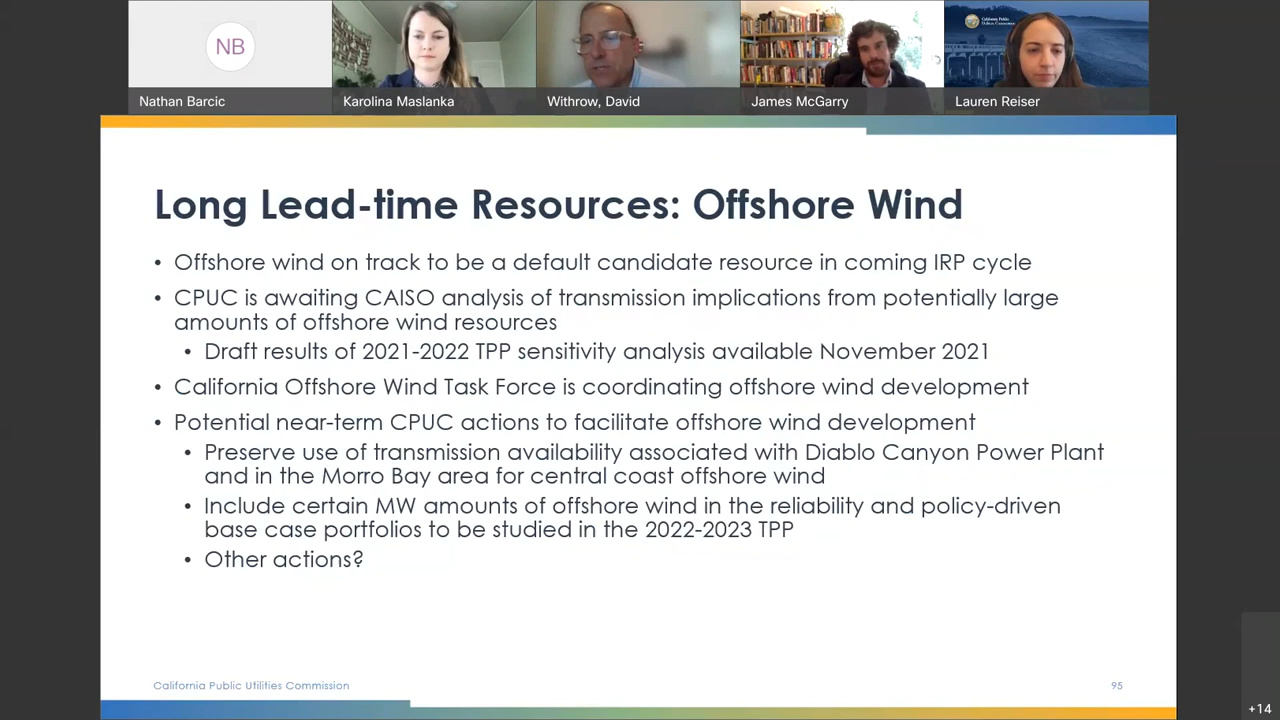 NB
Nathan Barcic
Karolina Maslanka
Withrow, David
James McGarry
California Public
Utilities Commission
Lauren Reiser
Long Lead-time Resources: Offshore Wind
• Offshore wind on track to be a default candidate resource in coming IRP cycle
• CPUC is awaiting CAISO analysis of transmission implications from potentially large
amounts of offshore wind resources
• Draft results of 2021-2022 TPP sensitivity analysis available November 2021
• California Offshore Wind Task Force is coordinating offshore wind development
• Potential near-term CPUC actions to facilitate offshore wind development
• Preserve use of transmission availability associated with Diablo Canyon Power Plant
and in the Morro Bay area for central coast offshore wind
• Include certain MW amounts of offshore wind in the reliability and policy-driven
base case portfolios to be studied in the 2022-2023 TPP
• Other actions?
California Public Utilities Commission
95
+14